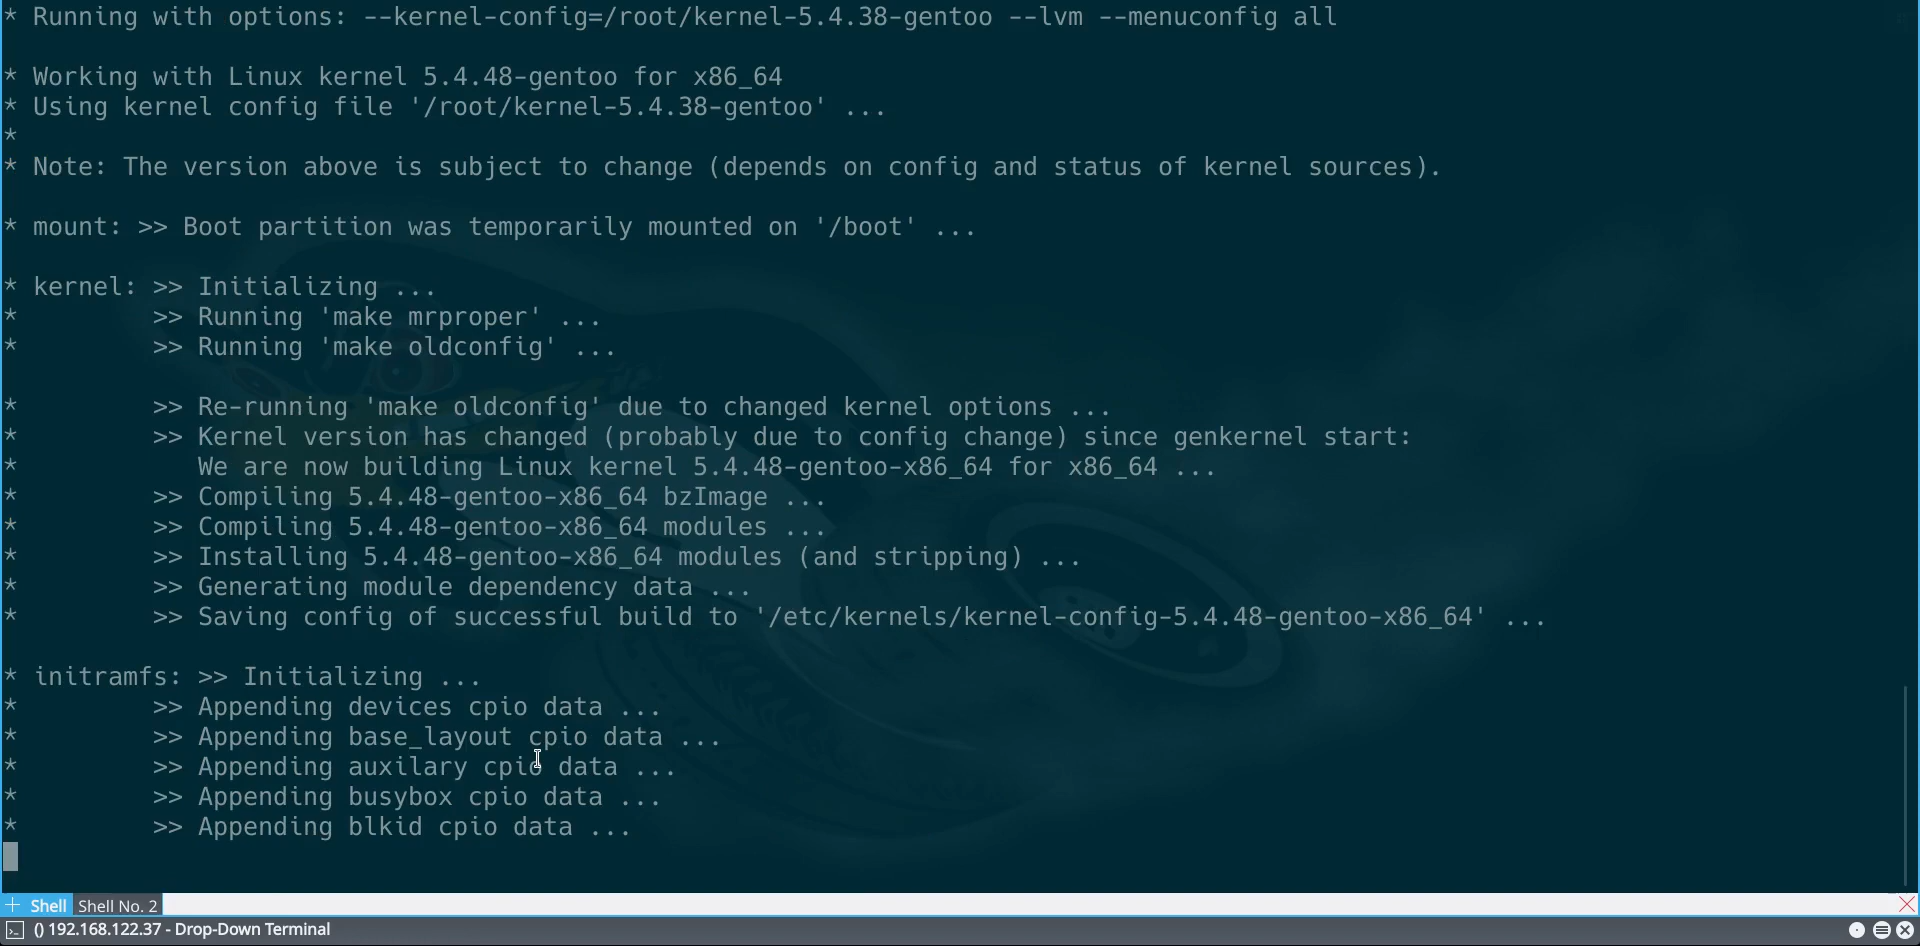 * Running with options: --kernel-config=/root/kernel-5.4.38-gentoo --lvm --menuconfig all
* Working with Linux kernel 5.4.48-gentoo for x86_64
* Using kernel config file '/root/kernel-5.4.38-gentoo' ...
*
* Note: The version above is subject to change (depends on config and status of kernel sources).
* mount: >> Boot partition was temporarily mounted on '/boot' ...
* kernel: >> Initializing ...
*         >> Running 'make mrproper' ...
*         >> Running 'make oldconfig' ...
*         >> Re-running 'make oldconfig' due to changed kernel options ...
*         >> Kernel version has changed (probably due to config change) since genkernel start:
*            We are now building Linux kernel 5.4.48-gentoo-x86_64 for x86_64 ...
*         >> Compiling 5.4.48-gentoo-x86_64 bzImage ...
*         >> Compiling 5.4.48-gentoo-x86_64 modules ...
*         >> Installing 5.4.48-gentoo-x86_64 modules (and stripping) ...
*         >> Generating module dependency data ...
*         >> Saving config of successful build to '/etc/kernels/kernel-config-5.4.48-gentoo-x86_64' ...
* initramfs: >> Initializing ...
*         >> Appending devices cpio data ...
*         >> Appending base_layout cpio data ...
*         >> Appending auxilary cpio data ...
*         >> Appending busybox cpio data ...
*         >> Appending blkid cpio data ...
Shell Shell No. 2
() 192.168.122.37 - Drop-Down Terminal